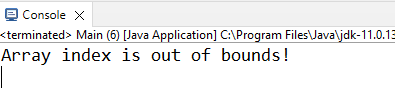 Console
<terminated> Main (6) [Java Application] C:\Program Files\Java\jdk-11.0.13
Array index is out of bounds!